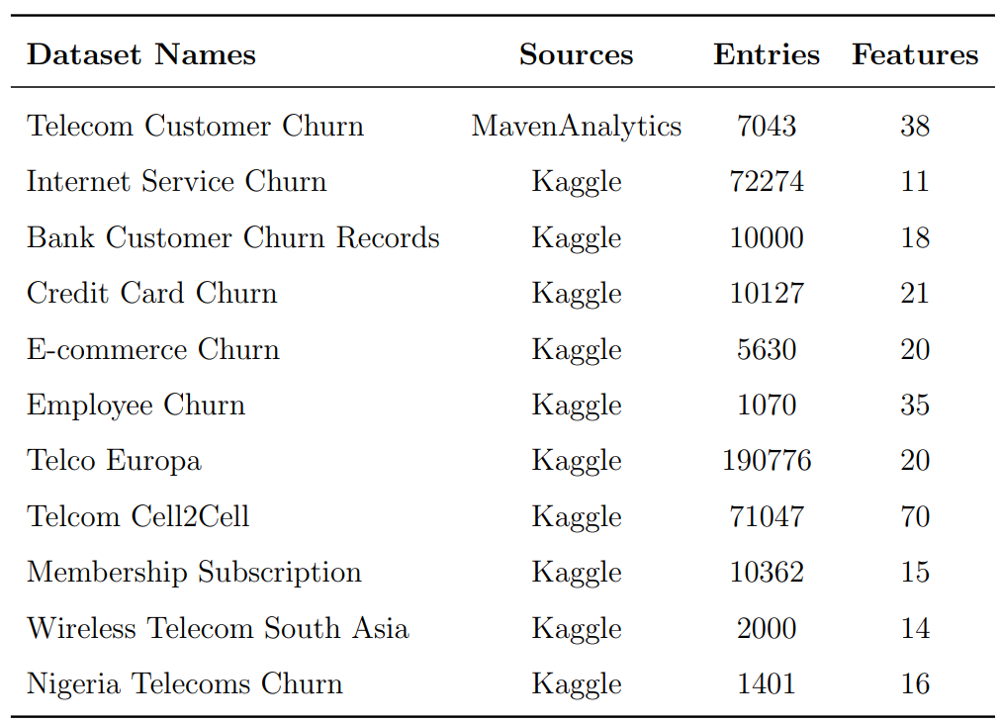 Dataset Names Sources Entries Features
Telecom Customer Churn MavenAnalytics 7043 38
Internet Service Churn Kaggle 72274 11
Bank Customer Churn Records Kaggle 10000 18
Credit Card Churn Kaggle 10127 21
E-commerce Churn Kaggle 5630 20
Employee Churn Kaggle 1070 35
Telco Europa Kaggle 190776 20
Telcom Cell2Cell Kaggle 71047 70
Membership Subscription Kaggle 10362 15
Wireless Telecom South Asia Kaggle 2000 14
Nigeria Telecoms Churn Kaggle 1401 16